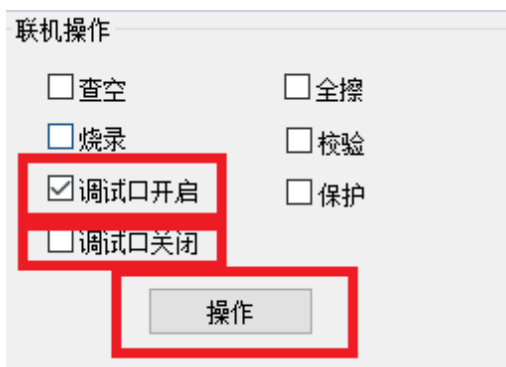 联机操作
查空 全擦
烧录 校验
调试口开启 保护
调试口关闭
操作